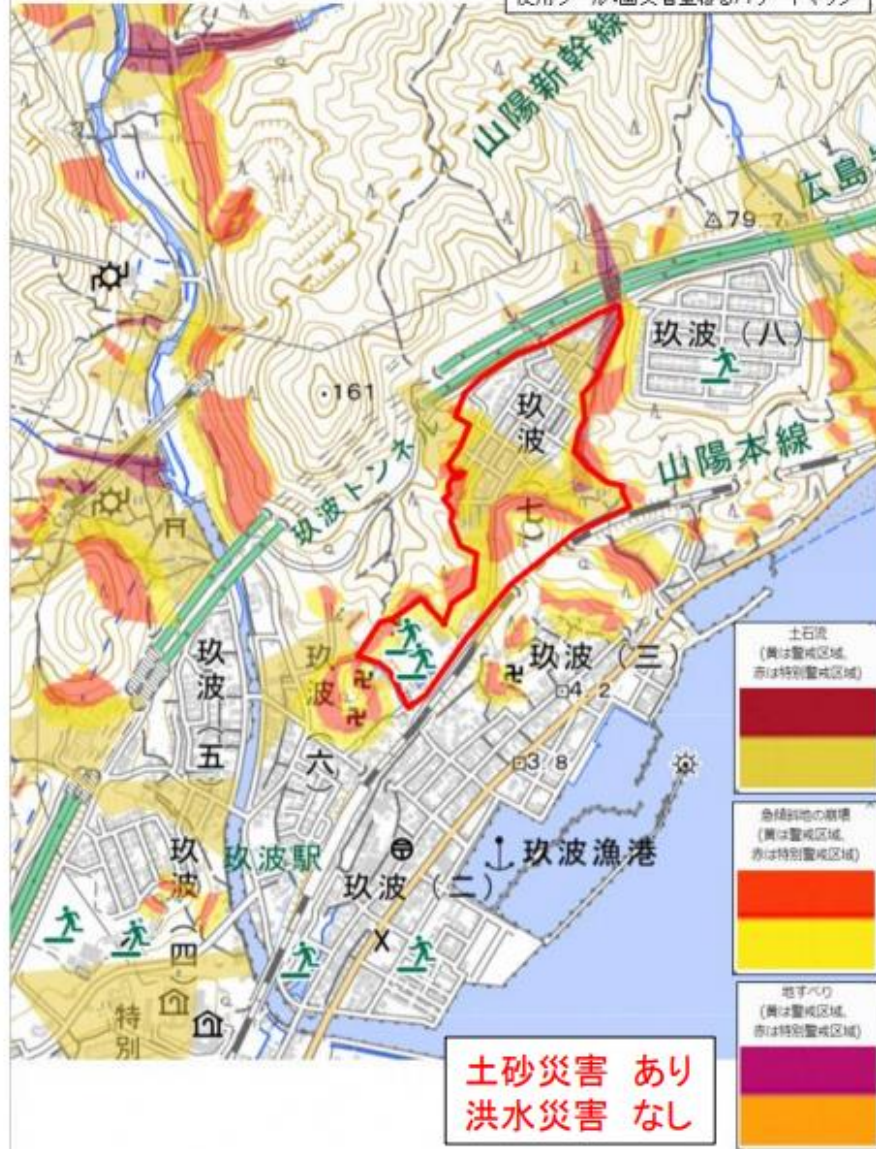 山陽新幹線
広島
79
玖波（八）
161
玖波（七）
玖波トンネル
山陽本線
玖波（五）
玖波（六）
玖波（三）
4 2
3 8
玖波駅
玖波漁港
玖波（二）
玖波（四）
特別
土石流
(黄は警戒区域、
赤は特別警戒区域)
急傾斜地の崩壊
(黄は警戒区域、
赤は特別警戒区域)
地すべり
(黄は警戒区域、
赤は特別警戒区域)
土砂災害 あり
洪水災害 なし